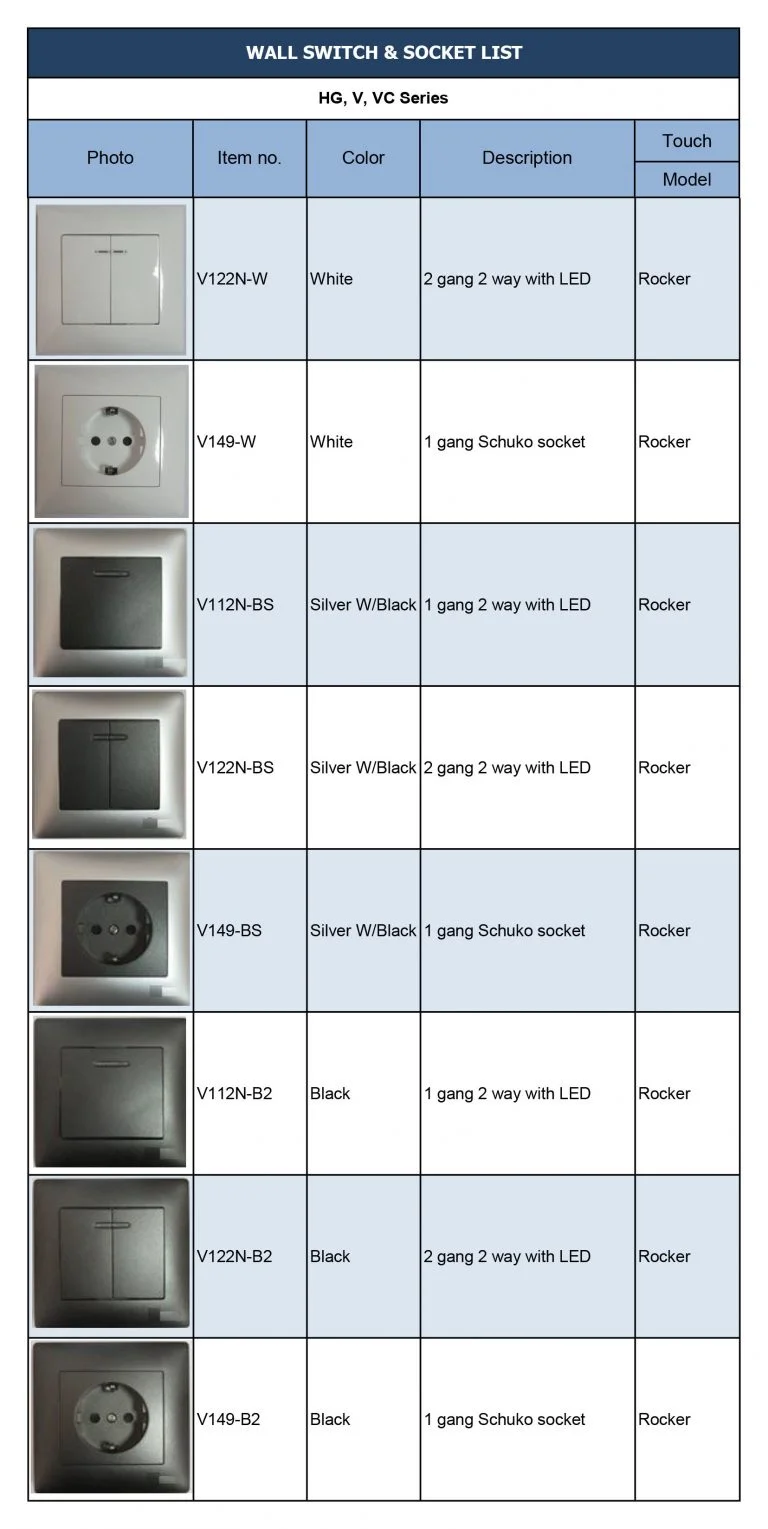 WALL SWITCH & SOCKET LIST
HG, V, VC Series
Photo Item no. Color Description Touch
Model
V122N-W White 2 gang 2 way with LED Rocker
V149-W White 1 gang Schuko socket Rocker
V112N-BS Silver W/Black 1 gang 2 way with LED Rocker
V122N-BS Silver W/Black 2 gang 2 way with LED Rocker
V149-BS Silver W/Black 1 gang Schuko socket Rocker
V112N-B2 Black 1 gang 2 way with LED Rocker
V122N-B2 Black 2 gang 2 way with LED Rocker
V149-B2 Black 1 gang Schuko socket Rocker